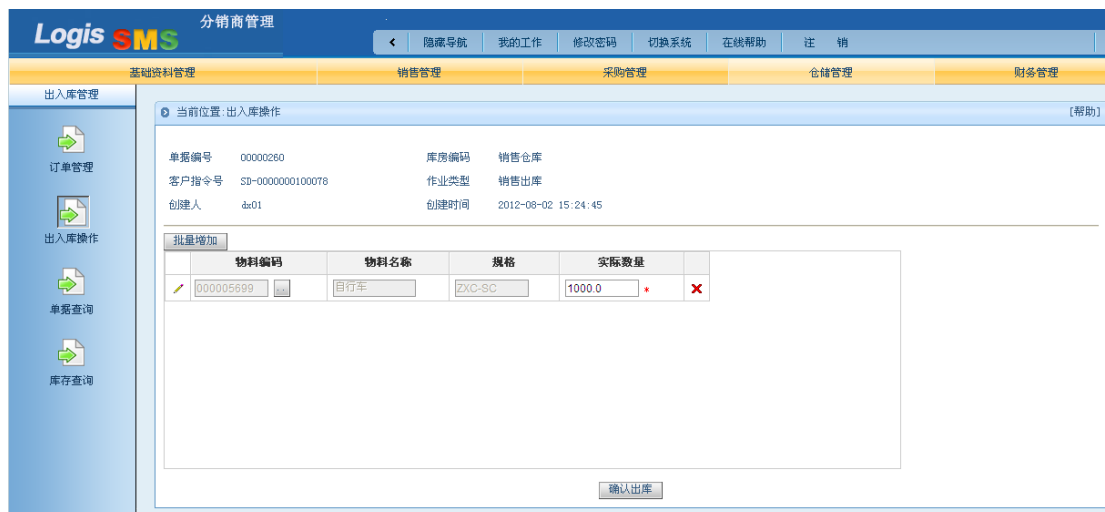 Logis SMS 分销商管理
隐藏导航 我的工作 修改密码 切换系统 在线帮助 注 销
基础资料管理 销售管理 采购管理 仓储管理 财务管理
出入库管理
当前位置:出入库操作 [帮助]
订单管理
出入库操作
单据查询
库存查询
单据编号 00000260 库房编码 销售仓库
客户指令号 SD-0000000100078 作业类型 销售出库
创建人 dx01 创建时间 2012-08-02 15:24:45
批量增加
物料编码 物料名称 规格 实际数量
000005699 ... 自行车 ZXC-SC 1000.0 *
确认出库